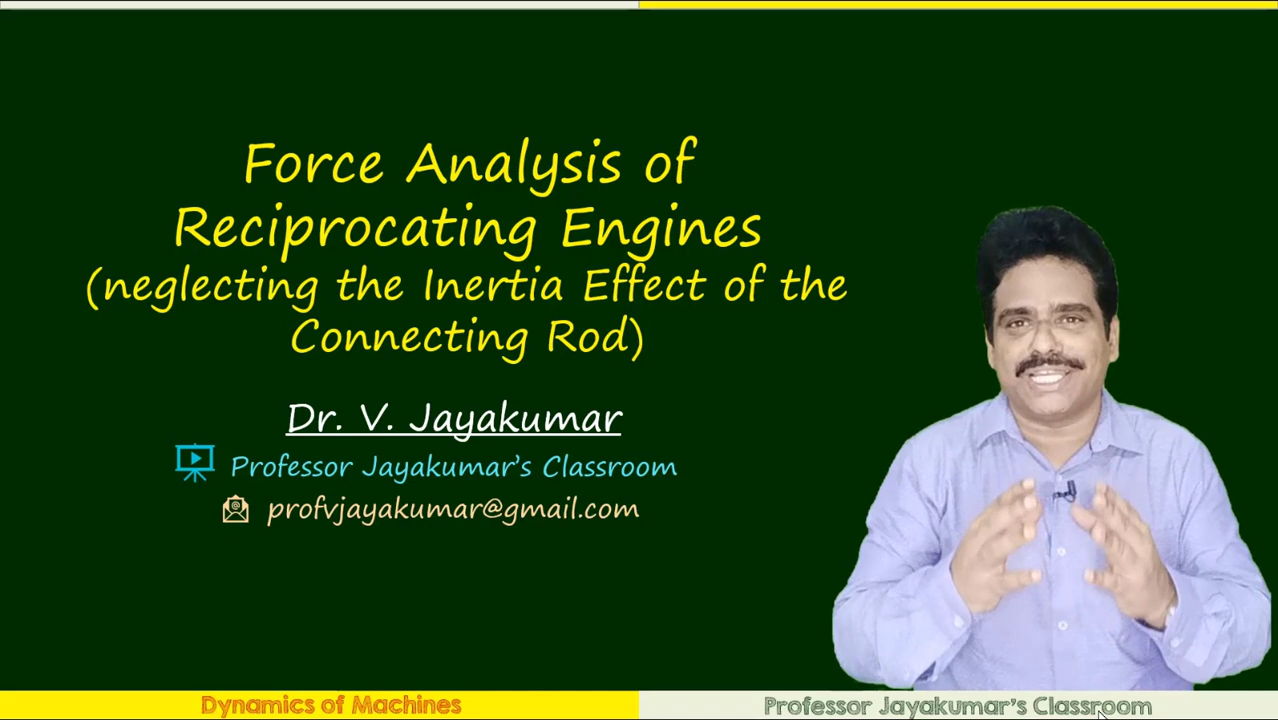 Force Analysis of
Reciprocating Engines
(neglecting the Inertia Effect of the
Connecting Rod)
Dr. V. Jayakumar
Professor Jayakumar's Classroom
profvjayakumar@gmail.com
Dynamics of Machines
Professor Jayakumar's Classroom